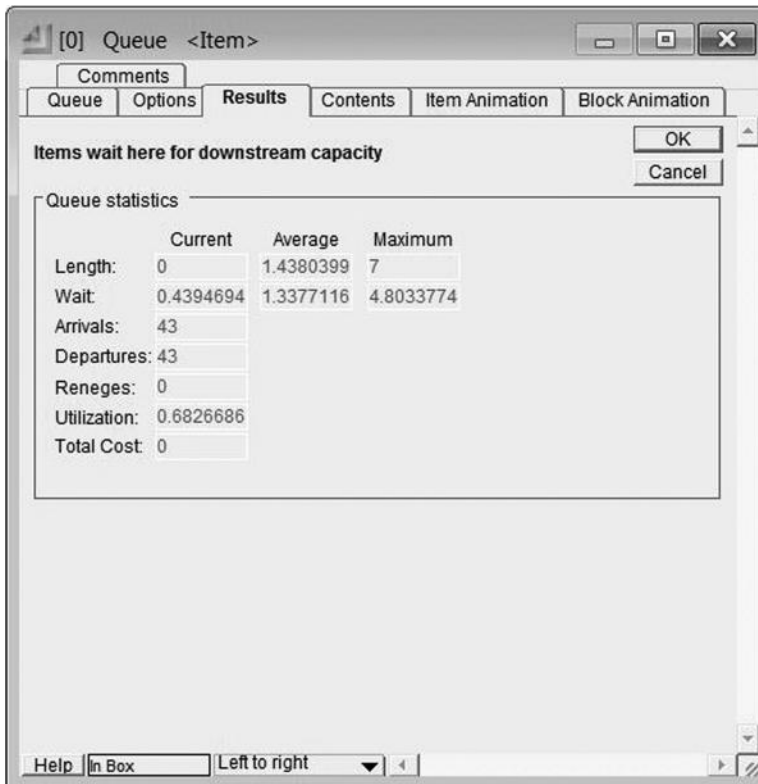 [0] Queue <Item>
Comments
Queue Options Results Contents Item Animation Block Animation
OK
Items wait here for downstream capacity
Cancel
Queue statistics
Current Average Maximum
Length: 0 1.4380399 7
Wait: 0.4394694 1.3377116 4.8033774
Arrivals: 43
Departures: 43
Reneges: 0
Utilization: 0.6826686
Total Cost: 0
Help In Box Left to right